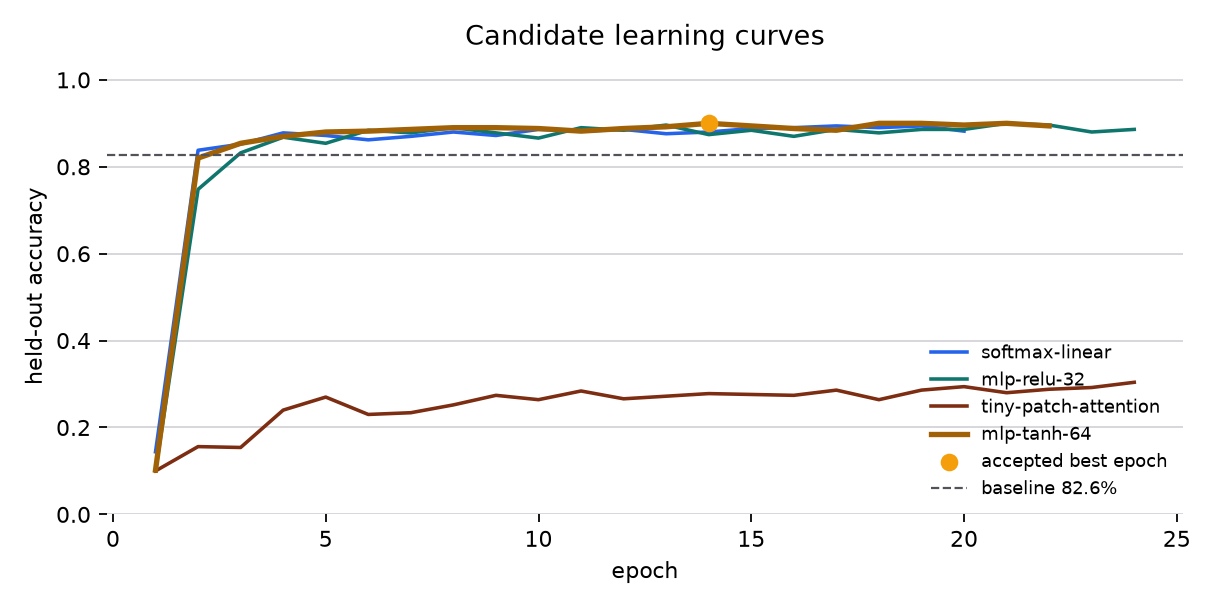 Candidate learning curves
held-out accuracy
1.0
0.8
0.6
0.4
0.2
0.0
softmax-linear
mlp-relu-32
tiny-patch-attention
mlp-tanh-64
accepted best epoch
baseline 82.6%
0 5 10 15 20 25
epoch